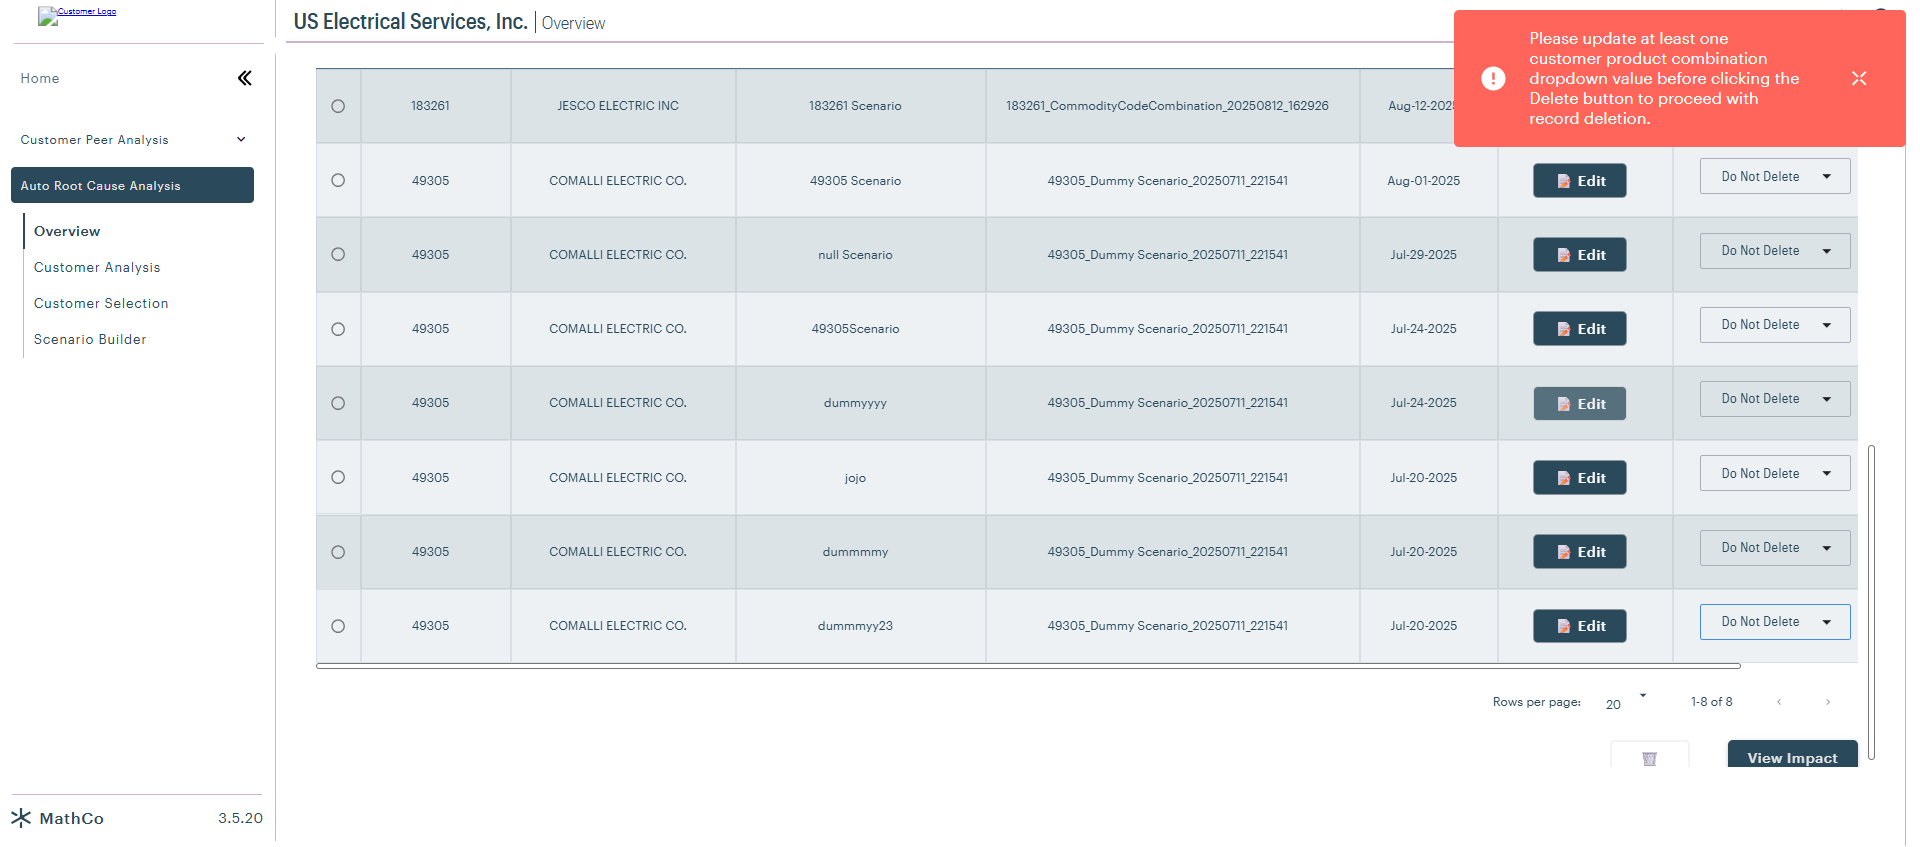 Customer Logo
US Electrical Services, Inc. Overview
Please update at least one
customer product combination
dropdown value before clicking the
Delete button to proceed with
record deletion.
Home
Customer Peer Analysis
Auto Root Cause Analysis
Overview
Customer Analysis
Customer Selection
Scenario Builder
183261 JESCO ELECTRIC INC 183261 Scenario 183261_CommodityCodeCombination_20250812_162926 Aug-12-2025
49305 COMALLI ELECTRIC CO. 49305 Scenario 49305_Dummy Scenario_20250711_221541 Aug-01-2025 Edit Do Not Delete
49305 COMALLI ELECTRIC CO. null Scenario 49305_Dummy Scenario_20250711_221541 Jul-29-2025 Edit Do Not Delete
49305 COMALLI ELECTRIC CO. 49305Scenario 49305_Dummy Scenario_20250711_221541 Jul-24-2025 Edit Do Not Delete
49305 COMALLI ELECTRIC CO. dummyyyy 49305_Dummy Scenario_20250711_221541 Jul-24-2025 Edit Do Not Delete
49305 COMALLI ELECTRIC CO. jojo 49305_Dummy Scenario_20250711_221541 Jul-20-2025 Edit Do Not Delete
49305 COMALLI ELECTRIC CO. dummmmy 49305_Dummy Scenario_20250711_221541 Jul-20-2025 Edit Do Not Delete
49305 COMALLI ELECTRIC CO. dummmyy23 49305_Dummy Scenario_20250711_221541 Jul-20-2025 Edit Do Not Delete
Rows per page: 20 1-8 of 8
View Impact
MathCo 3.5.20